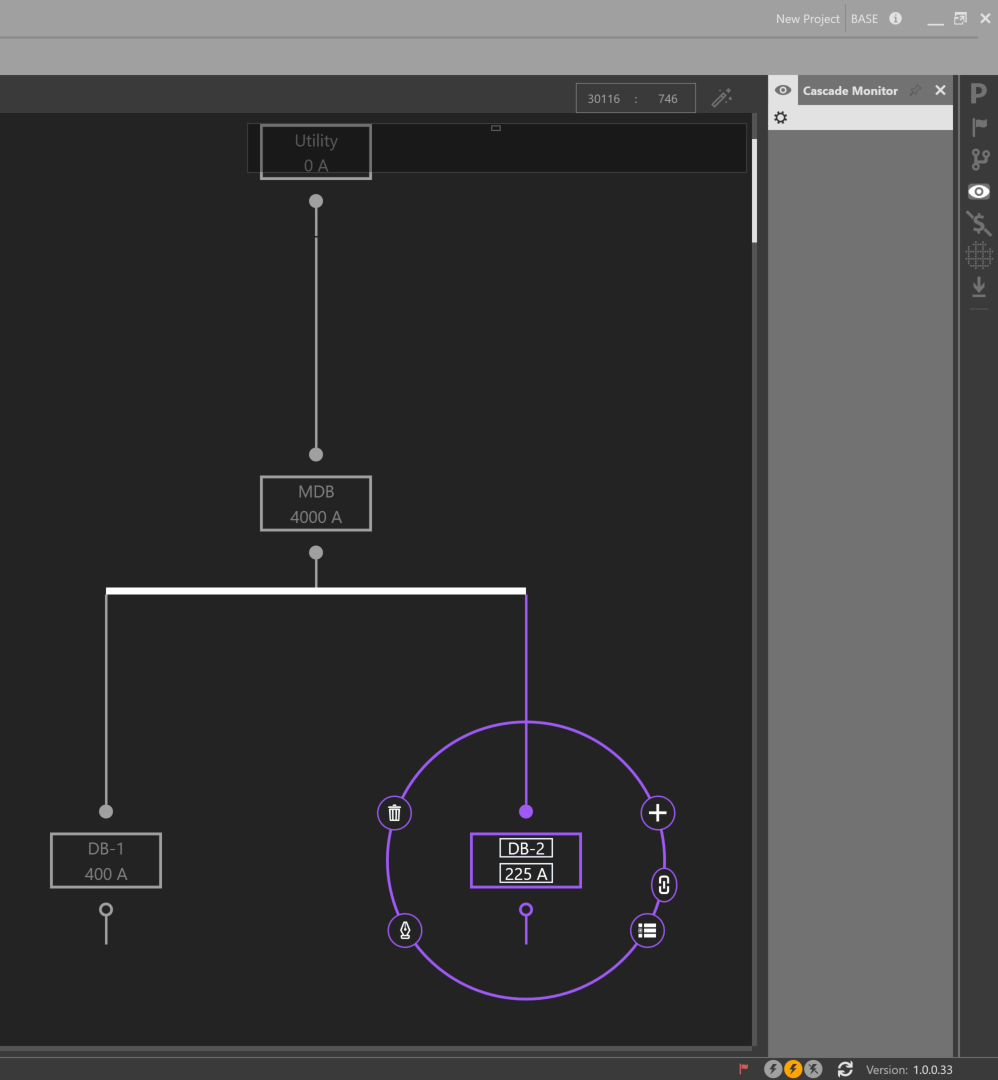 New Project BASE
30116 : 746
Cascade Monitor
P
Utility
0 A
MDB
4000 A
DB-1
400 A
DB-2
225 A
Version: 1.0.0.33